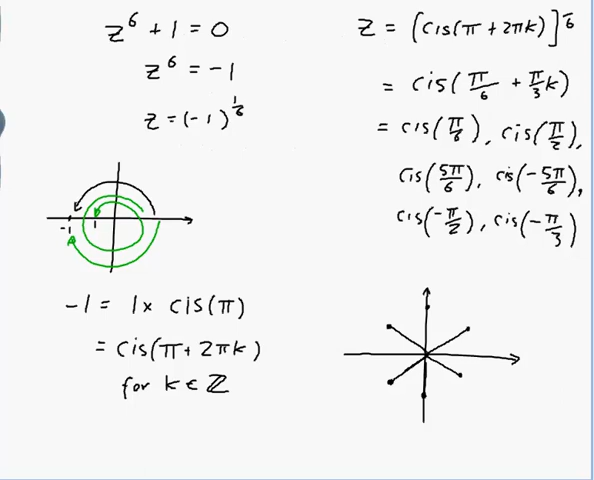 z⁶ + 1 = 0
z⁶ = -1
z = (-1)^(1/6)
-1
1
-1 = 1 × cis(π)
= cis(π + 2πk)
for k ∈ ℤ
z = [cis(π + 2πk)]^(1/6)
= cis(π/6 + π/3 k)
= cis(π/6), cis(π/2),
cis(5π/6), cis(-5π/6),
cis(-π/2), cis(-π/3)